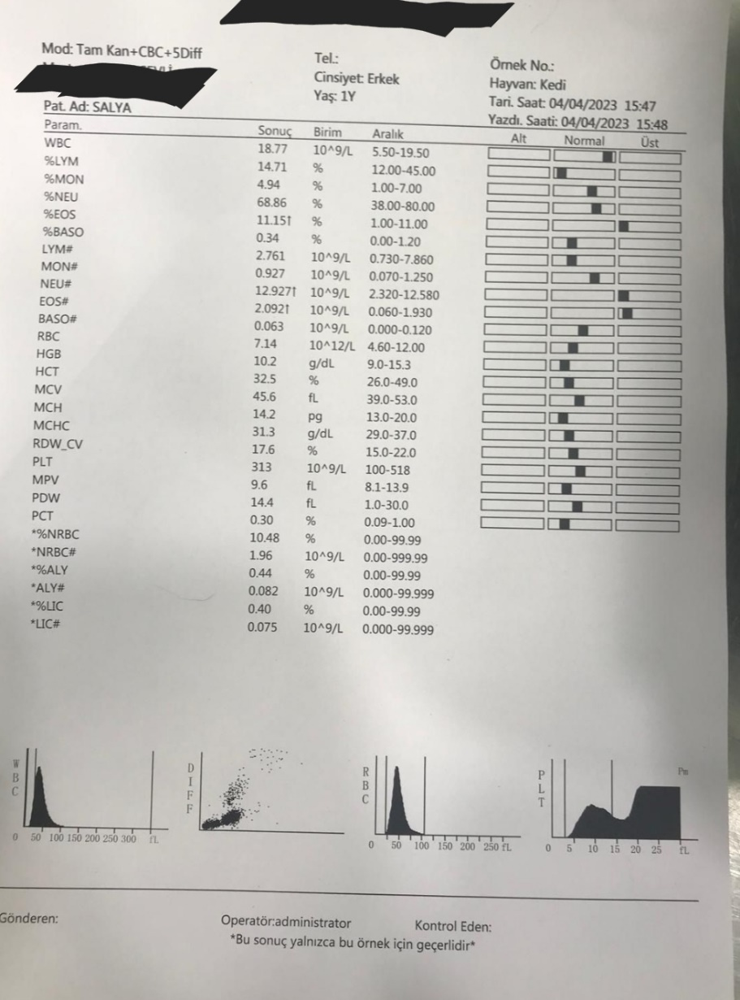 Mod: Tam Kan+CBC+5Diff
Tel.:
Örnek No.:
Cinsiyet: Erkek
Hayvan: Kedi
Yaş: 1Y
Tari. Saat: 04/04/2023 15:47
Pat. Ad: SALYA
Yazdı. Saati: 04/04/2023 15:48
Param. Sonuç Birim Aralık Alt Normal Üst
WBC 18.77 10^9/L 5.50-19.50
%LYM 14.71 % 12.00-45.00
%MON 4.94 % 1.00-7.00
%NEU 68.86 % 38.00-80.00
%EOS 11.15↑ % 1.00-11.00
%BASO 0.34 % 0.00-1.20
LYM# 2.761 10^9/L 0.730-7.860
MON# 0.927 10^9/L 0.070-1.250
NEU# 12.927↑ 10^9/L 2.320-12.580
EOS# 2.092↑ 10^9/L 0.060-1.930
BASO# 0.063 10^9/L 0.000-0.120
RBC 7.14 10^12/L 4.60-12.00
HGB 10.2 g/dL 9.0-15.3
HCT 32.5 % 26.0-49.0
MCV 45.6 fL 39.0-53.0
MCH 14.2 pg 13.0-20.0
MCHC 31.3 g/dL 29.0-37.0
RDW_CV 17.6 % 15.0-22.0
PLT 313 10^9/L 100-518
MPV 9.6 fL 8.1-13.9
PDW 14.4 fL 1.0-30.0
PCT 0.30 % 0.09-1.00
*%NRBC 10.48 % 0.00-99.99
*NRBC# 1.96 10^9/L 0.00-999.99
*%ALY 0.44 % 0.00-99.99
*ALY# 0.082 10^9/L 0.000-99.999
*%LIC 0.40 % 0.00-99.99
*LIC# 0.075 10^9/L 0.000-99.999
WBC
0 50 100 150 200 250 300 fL
DIFF
RBC
0 50 100 150 200 250 fL
PLT
0 5 10 15 20 25 fL
Gönderen:
Operatör:administrator
Kontrol Eden:
*Bu sonuç yalnızca bu örnek için geçerlidir*